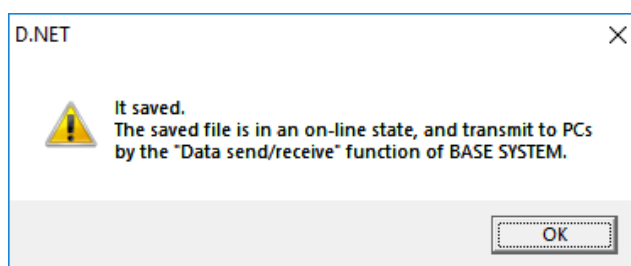 D.NET
It saved.
The saved file is in an on-line state, and transmit to PCs
by the "Data send/receive" function of BASE SYSTEM.
OK